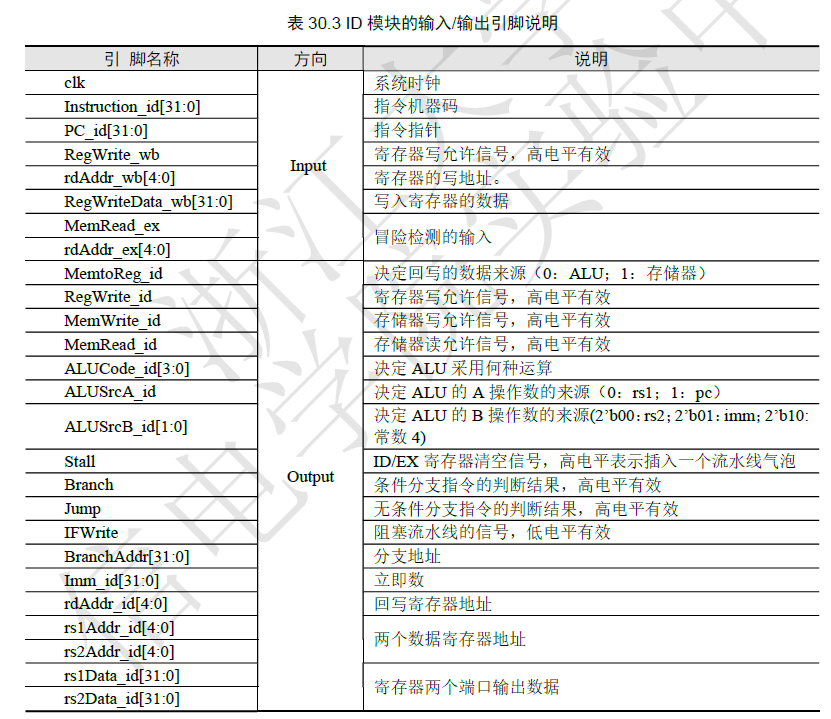 表 30.3 ID 模块的输入/输出引脚说明
引 脚名称 方向 说明
clk Input 系统时钟
Instruction_id[31:0] 指令机器码
PC_id[31:0] 指令指针
RegWrite_wb 寄存器写允许信号，高电平有效
rdAddr_wb[4:0] 寄存器的写地址。
RegWriteData_wb[31:0] 写入寄存器的数据
MemRead_ex 冒险检测的输入
rdAddr_ex[4:0]
MemtoReg_id Output 决定回写的数据来源（0：ALU；1：存储器）
RegWrite_id 寄存器写允许信号，高电平有效
MemWrite_id 存储器写允许信号，高电平有效
MemRead_id 存储器读允许信号，高电平有效
ALUCode_id[3:0] 决定 ALU 采用何种运算
ALUSrcA_id 决定 ALU 的 A 操作数的来源（0：rs1；1：pc）
ALUSrcB_id[1:0] 决定 ALU 的 B 操作数的来源(2’b00：rs2；2’b01：imm；2’b10:
常数 4)
Stall ID/EX 寄存器清空信号，高电平表示插入一个流水线气泡
Branch 条件分支指令的判断结果，高电平有效
Jump 无条件分支指令的判断结果，高电平有效
IFWrite 阻塞流水线的信号，低电平有效
BranchAddr[31:0] 分支地址
Imm_id[31:0] 立即数
rdAddr_id[4:0] 回写寄存器地址
rs1Addr_id[4:0] 两个数据寄存器地址
rs2Addr_id[4:0]
rs1Data_id[31:0] 寄存器两个端口输出数据
rs2Data_id[31:0]
浙江大学
信电学院实验中